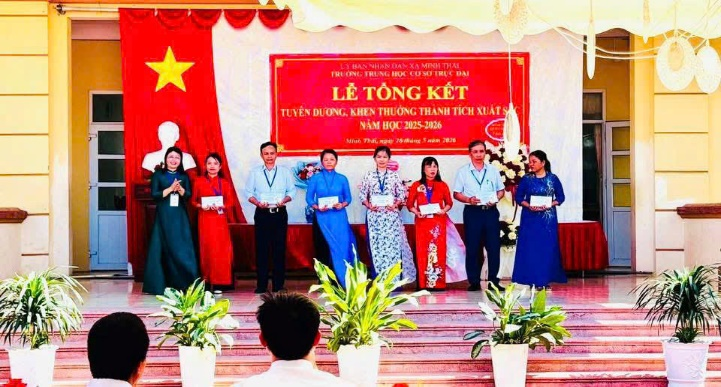 ỦY BAN NHÂN DÂN XÃ MINH THÁI
TRƯỜNG TRUNG HỌC CƠ SỞ TRỰC ĐẠI
LỄ TỔNG KẾT
TUYÊN DƯƠNG, KHEN THƯỞNG THÀNH TÍCH XUẤT SẮC
NĂM HỌC 2025-2026
Minh Thái, ngày 26 tháng 5 năm 2026